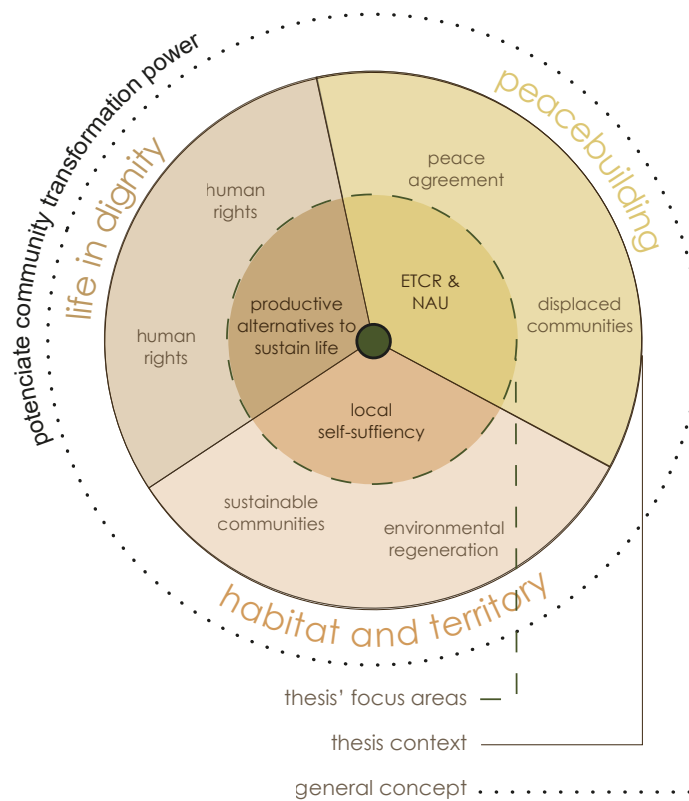 potenciate community transformation power
life in dignity
peacebuilding
human
rights
peace
agreement
human
rights
productive
alternatives to
sustain life
ETCR &
NAU
displaced
communities
local
self-suffiency
sustainable
communities
environmental
regeneration
habitat and territory
thesis' focus areas
thesis context
general concept